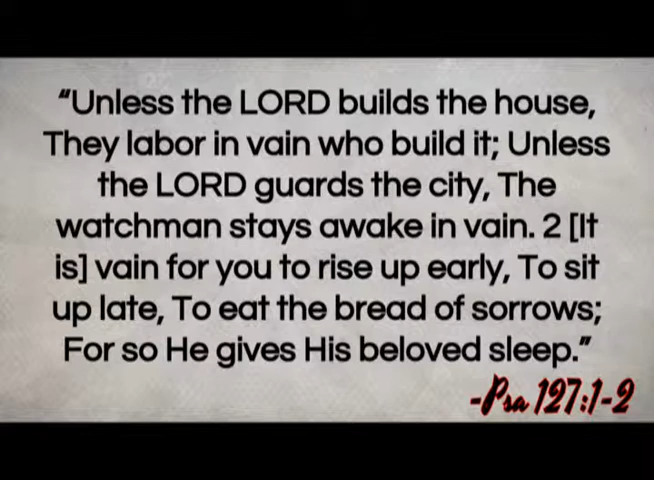 “Unless the LORD builds the house,
They labor in vain who build it; Unless
the LORD guards the city, The
watchman stays awake in vain. 2 [It
is] vain for you to rise up early, To sit
up late, To eat the bread of sorrows;
For so He gives His beloved sleep.”
-Psa 127:1-2